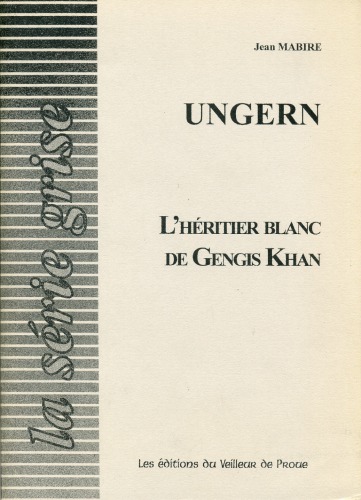 Jean MABIRE
UNGERN
L'HÉRITIER BLANC
DE GENGIS KHAN
la série grise
Les éditions du Veilleur de Proue